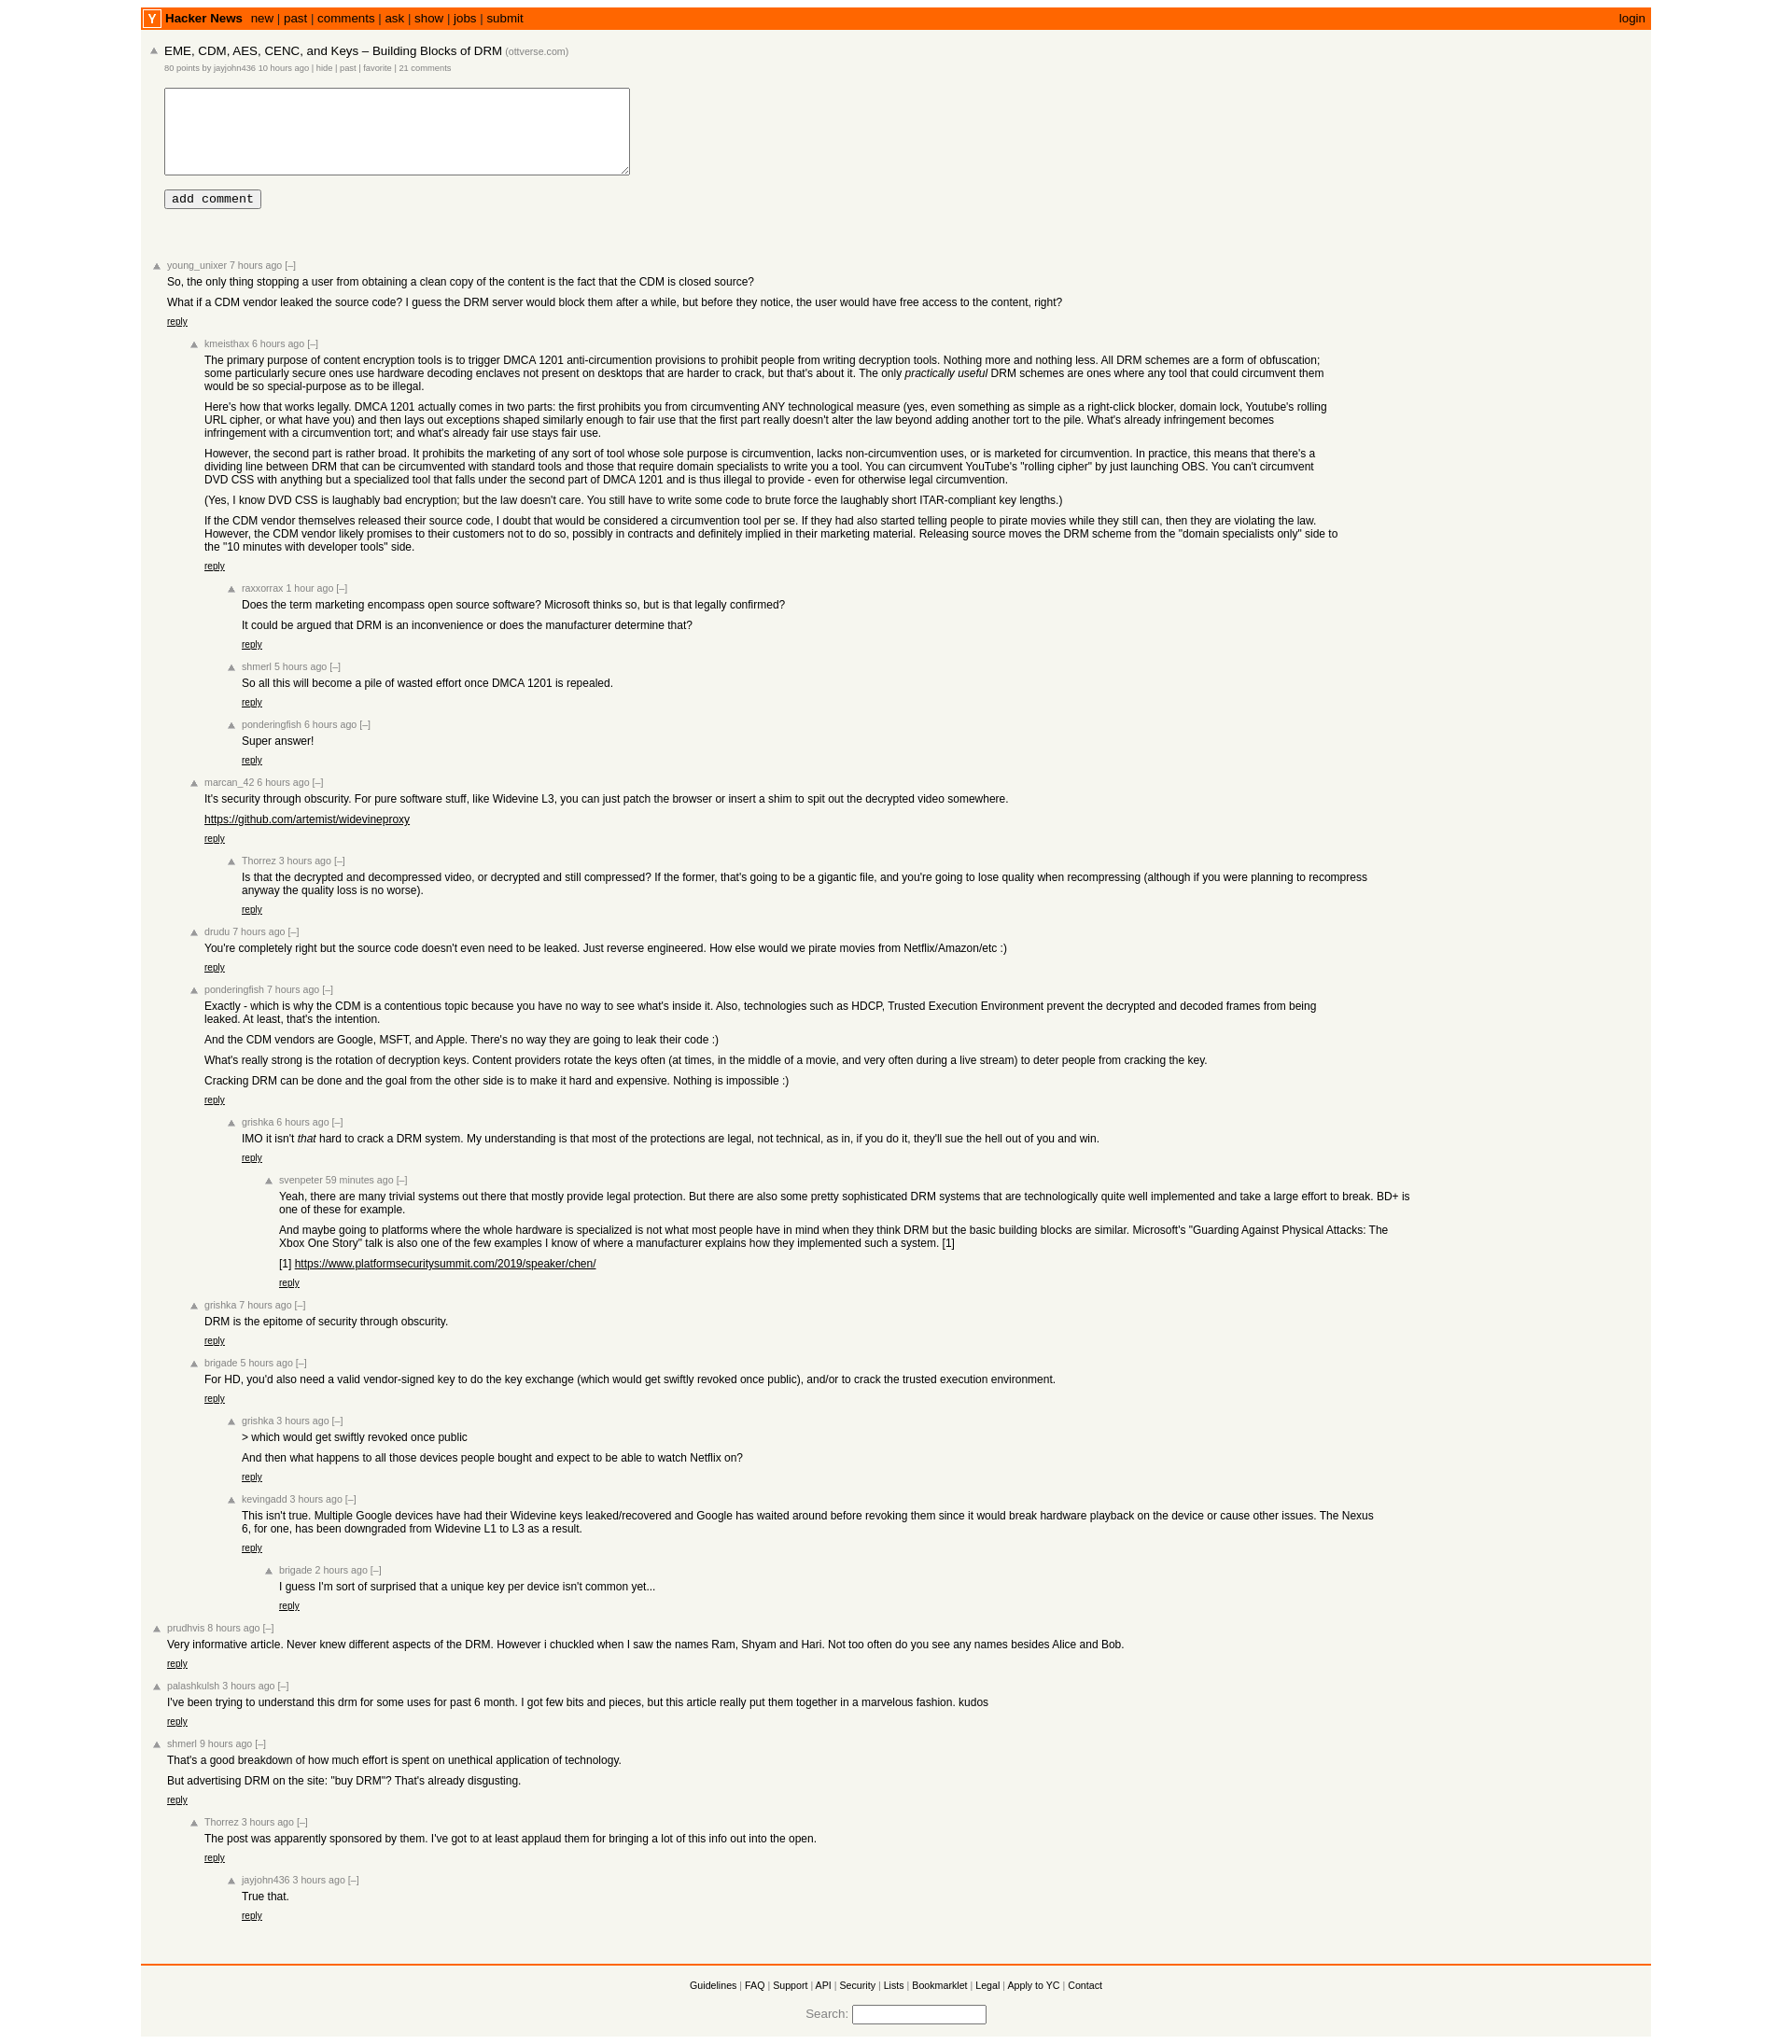 Y Hacker News new | past | comments | ask | show | jobs | submit login
EME, CDM, AES, CENC, and Keys – Building Blocks of DRM (ottverse.com)
80 points by jayjohn436 10 hours ago | hide | past | favorite | 21 comments
add comment
young_unixer 7 hours ago [–]
So, the only thing stopping a user from obtaining a clean copy of the content is the fact that the CDM is closed source?
What if a CDM vendor leaked the source code? I guess the DRM server would block them after a while, but before they notice, the user would have free access to the content, right?
reply
kmeisthax 6 hours ago [–]
The primary purpose of content encryption tools is to trigger DMCA 1201 anti-circumention provisions to prohibit people from writing decryption tools. Nothing more and nothing less. All DRM schemes are a form of obfuscation;
some particularly secure ones use hardware decoding enclaves not present on desktops that are harder to crack, but that's about it. The only practically useful DRM schemes are ones where any tool that could circumvent them
would be so special-purpose as to be illegal.
Here's how that works legally. DMCA 1201 actually comes in two parts: the first prohibits you from circumventing ANY technological measure (yes, even something as simple as a right-click blocker, domain lock, Youtube's rolling
URL cipher, or what have you) and then lays out exceptions shaped similarly enough to fair use that the first part really doesn't alter the law beyond adding another tort to the pile. What's already infringement becomes
infringement with a circumvention tort; and what's already fair use stays fair use.
However, the second part is rather broad. It prohibits the marketing of any sort of tool whose sole purpose is circumvention, lacks non-circumvention uses, or is marketed for circumvention. In practice, this means that there's a
dividing line between DRM that can be circumvented with standard tools and those that require domain specialists to write you a tool. You can circumvent YouTube's "rolling cipher" by just launching OBS. You can't circumvent
DVD CSS with anything but a specialized tool that falls under the second part of DMCA 1201 and is thus illegal to provide - even for otherwise legal circumvention.
(Yes, I know DVD CSS is laughably bad encryption; but the law doesn't care. You still have to write some code to brute force the laughably short ITAR-compliant key lengths.)
If the CDM vendor themselves released their source code, I doubt that would be considered a circumvention tool per se. If they had also started telling people to pirate movies while they still can, then they are violating the law.
However, the CDM vendor likely promises to their customers not to do so, possibly in contracts and definitely implied in their marketing material. Releasing source moves the DRM scheme from the "domain specialists only" side to
the "10 minutes with developer tools" side.
reply
raxxorrax 1 hour ago [–]
Does the term marketing encompass open source software? Microsoft thinks so, but is that legally confirmed?
It could be argued that DRM is an inconvenience or does the manufacturer determine that?
reply
shmerl 5 hours ago [–]
So all this will become a pile of wasted effort once DMCA 1201 is repealed.
reply
ponderingfish 6 hours ago [–]
Super answer!
reply
marcan_42 6 hours ago [–]
It's security through obscurity. For pure software stuff, like Widevine L3, you can just patch the browser or insert a shim to spit out the decrypted video somewhere.
https://github.com/artemist/widevineproxy
reply
Thorrez 3 hours ago [–]
Is that the decrypted and decompressed video, or decrypted and still compressed? If the former, that's going to be a gigantic file, and you're going to lose quality when recompressing (although if you were planning to recompress
anyway the quality loss is no worse).
reply
drudu 7 hours ago [–]
You're completely right but the source code doesn't even need to be leaked. Just reverse engineered. How else would we pirate movies from Netflix/Amazon/etc :)
reply
ponderingfish 7 hours ago [–]
Exactly - which is why the CDM is a contentious topic because you have no way to see what's inside it. Also, technologies such as HDCP, Trusted Execution Environment prevent the decrypted and decoded frames from being
leaked. At least, that's the intention.
And the CDM vendors are Google, MSFT, and Apple. There's no way they are going to leak their code :)
What's really strong is the rotation of decryption keys. Content providers rotate the keys often (at times, in the middle of a movie, and very often during a live stream) to deter people from cracking the key.
Cracking DRM can be done and the goal from the other side is to make it hard and expensive. Nothing is impossible :)
reply
grishka 6 hours ago [–]
IMO it isn't that hard to crack a DRM system. My understanding is that most of the protections are legal, not technical, as in, if you do it, they'll sue the hell out of you and win.
reply
svenpeter 59 minutes ago [–]
Yeah, there are many trivial systems out there that mostly provide legal protection. But there are also some pretty sophisticated DRM systems that are technologically quite well implemented and take a large effort to break. BD+ is
one of these for example.
And maybe going to platforms where the whole hardware is specialized is not what most people have in mind when they think DRM but the basic building blocks are similar. Microsoft's "Guarding Against Physical Attacks: The
Xbox One Story" talk is also one of the few examples I know of where a manufacturer explains how they implemented such a system. [1]
[1] https://www.platformsecuritysummit.com/2019/speaker/chen/
reply
grishka 7 hours ago [–]
DRM is the epitome of security through obscurity.
reply
brigade 5 hours ago [–]
For HD, you'd also need a valid vendor-signed key to do the key exchange (which would get swiftly revoked once public), and/or to crack the trusted execution environment.
reply
grishka 3 hours ago [–]
> which would get swiftly revoked once public
And then what happens to all those devices people bought and expect to be able to watch Netflix on?
reply
kevingadd 3 hours ago [–]
This isn't true. Multiple Google devices have had their Widevine keys leaked/recovered and Google has waited around before revoking them since it would break hardware playback on the device or cause other issues. The Nexus
6, for one, has been downgraded from Widevine L1 to L3 as a result.
reply
brigade 2 hours ago [–]
I guess I'm sort of surprised that a unique key per device isn't common yet...
reply
prudhvis 8 hours ago [–]
Very informative article. Never knew different aspects of the DRM. However i chuckled when I saw the names Ram, Shyam and Hari. Not too often do you see any names besides Alice and Bob.
reply
palashkulsh 3 hours ago [–]
I've been trying to understand this drm for some uses for past 6 month. I got few bits and pieces, but this article really put them together in a marvelous fashion. kudos
reply
shmerl 9 hours ago [–]
That's a good breakdown of how much effort is spent on unethical application of technology.
But advertising DRM on the site: "buy DRM"? That's already disgusting.
reply
Thorrez 3 hours ago [–]
The post was apparently sponsored by them. I've got to at least applaud them for bringing a lot of this info out into the open.
reply
jayjohn436 3 hours ago [–]
True that.
reply
Guidelines | FAQ | Support | API | Security | Lists | Bookmarklet | Legal | Apply to YC | Contact
Search: